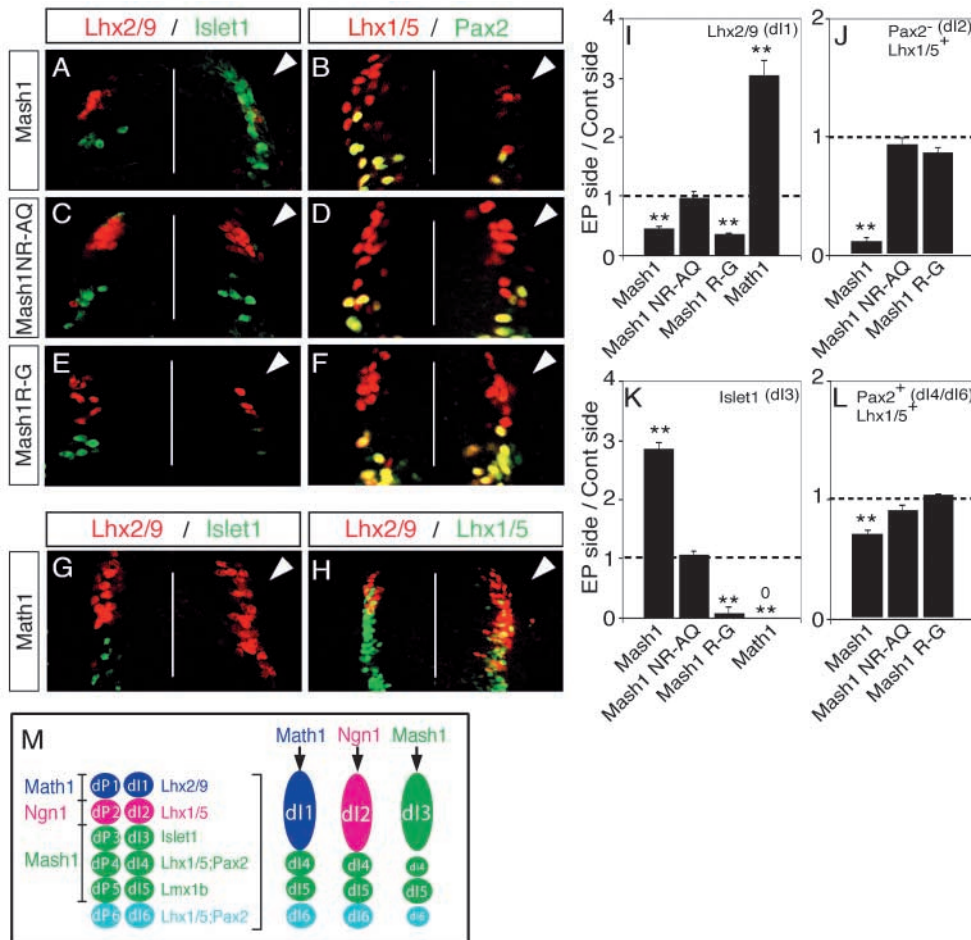 Lhx2/9 / Islet1
Lhx1/5 / Pax2
Mash1
A
B
Mash1NR-AQ
C
D
Mash1R-G
E
F
Lhx2/9 / Islet1
Lhx2/9 / Lhx1/5
Math1
G
H
I
Lhx2/9 (dI1)
EP side / Cont side
4
3
2
1
0
**
**
**
Mash1
Mash1 NR-AQ
Mash1 R-G
Math1
J
Pax2- (dI2)
Lhx1/5+
2
1
0
**
Mash1
Mash1 NR-AQ
Mash1 R-G
K
Islet1 (dI3)
EP side / Cont side
4
3
2
1
0
**
**
0
**
Mash1
Mash1 NR-AQ
Mash1 R-G
Math1
L
Pax2+ (dI4/dI6)
Lhx1/5+
2
1
0
**
Mash1
Mash1 NR-AQ
Mash1 R-G
M
Math1 Ngn1 Mash1
Math1 dP1 dI1 Lhx2/9
Ngn1 dP2 dI2 Lhx1/5
dP3 dI3 Islet1
Mash1 dP4 dI4 Lhx1/5;Pax2
dP5 dI5 Lmx1b
dP6 dI6 Lhx1/5;Pax2
dI1 dI2 dI3
dI4 dI4 dI4
dI5 dI5 dI5
dI6 dI6 dI6